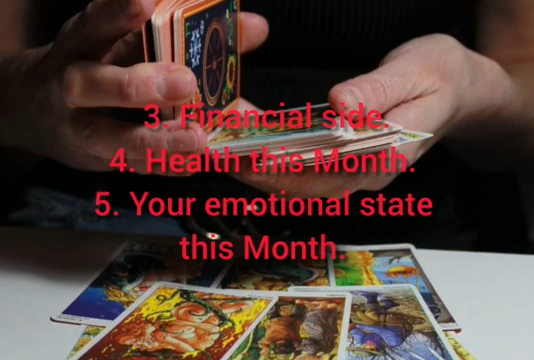 3. Financial side.
4. Health this Month.
5. Your emotional state
this Month.